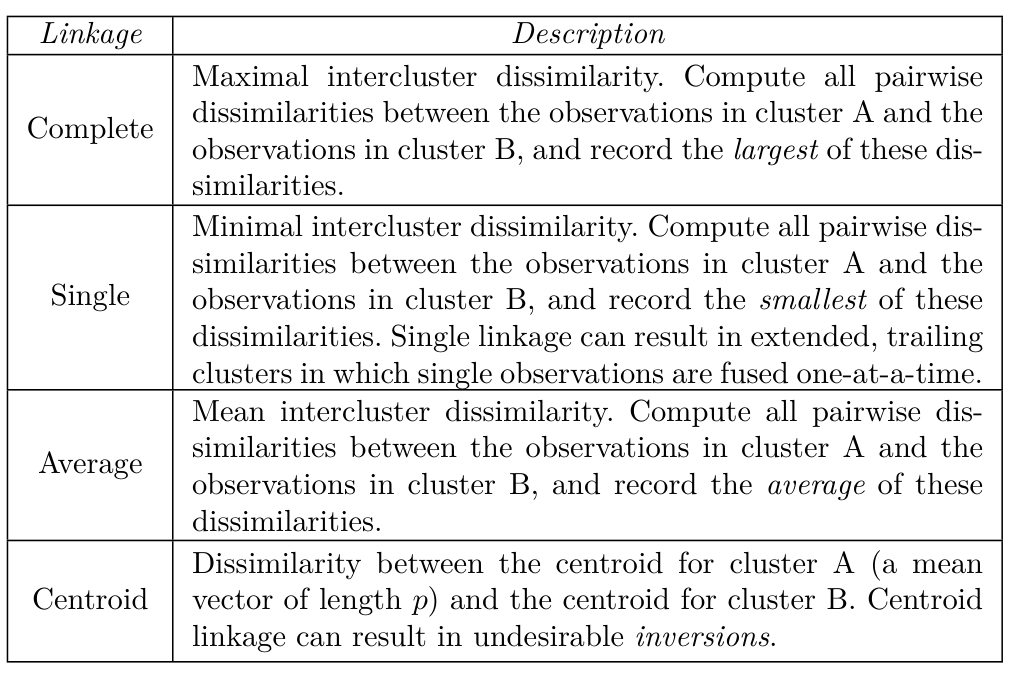 Linkage Description
Maximal intercluster dissimilarity. Compute all pairwise
dissimilarities between the observations in cluster A and the
Complete
observations in cluster B, and record the largest of these dis-
similarities.
Minimal intercluster dissimilarity. Compute all pairwise dis-
similarities between the observations in cluster A and the
Single
observations in cluster B, and record the smallest of these
dissimilarities. Single linkage can result in extended, trailing
clusters in which single observations are fused one-at-a-time.
Mean intercluster dissimilarity. Compute all pairwise dis-
similarities between the observations in cluster A and the
Average
observations in cluster B, and record the average of these
dissimilarities.
Dissimilarity between the centroid for cluster A (a mean
Centroid
vector of length p) and the centroid for cluster B. Centroid
linkage can result in undesirable inversions.